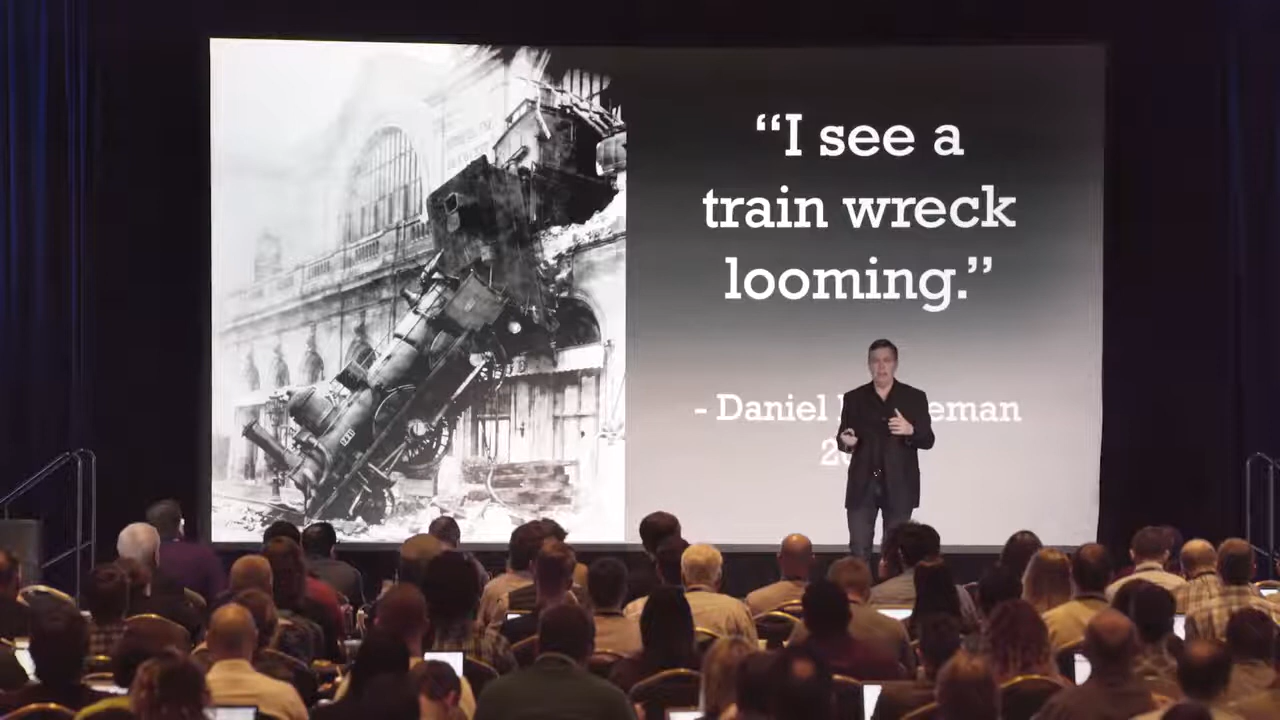 “I see a
train wreck
looming.”
- Daniel